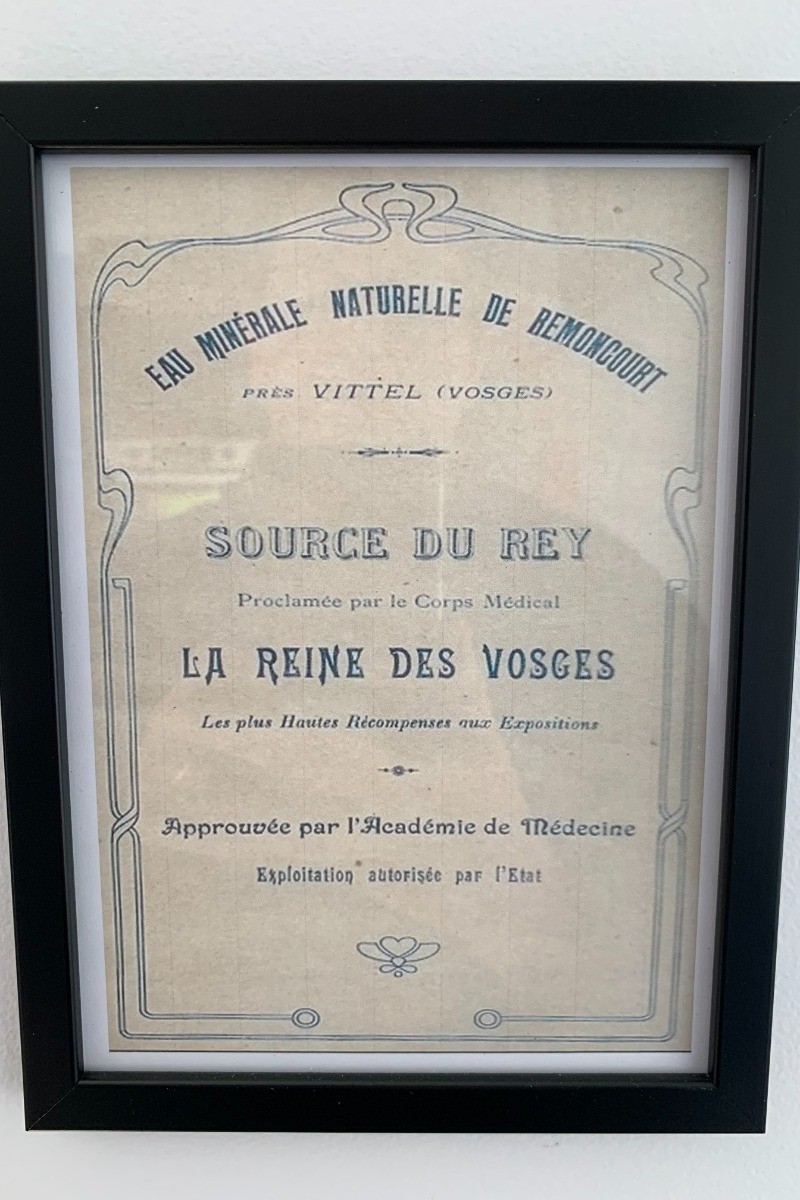 EAU MINÉRALE NATURELLE DE REMONCOURT
PRÈS VITTEL (VOSGES)
SOURCE DU REY
Proclamée par le Corps Médical
LA REINE DES VOSGES
Les plus Hautes Récompenses aux Expositions
Approuvée par l'Académie de Médecine
Exploitation autorisée par l'Etat